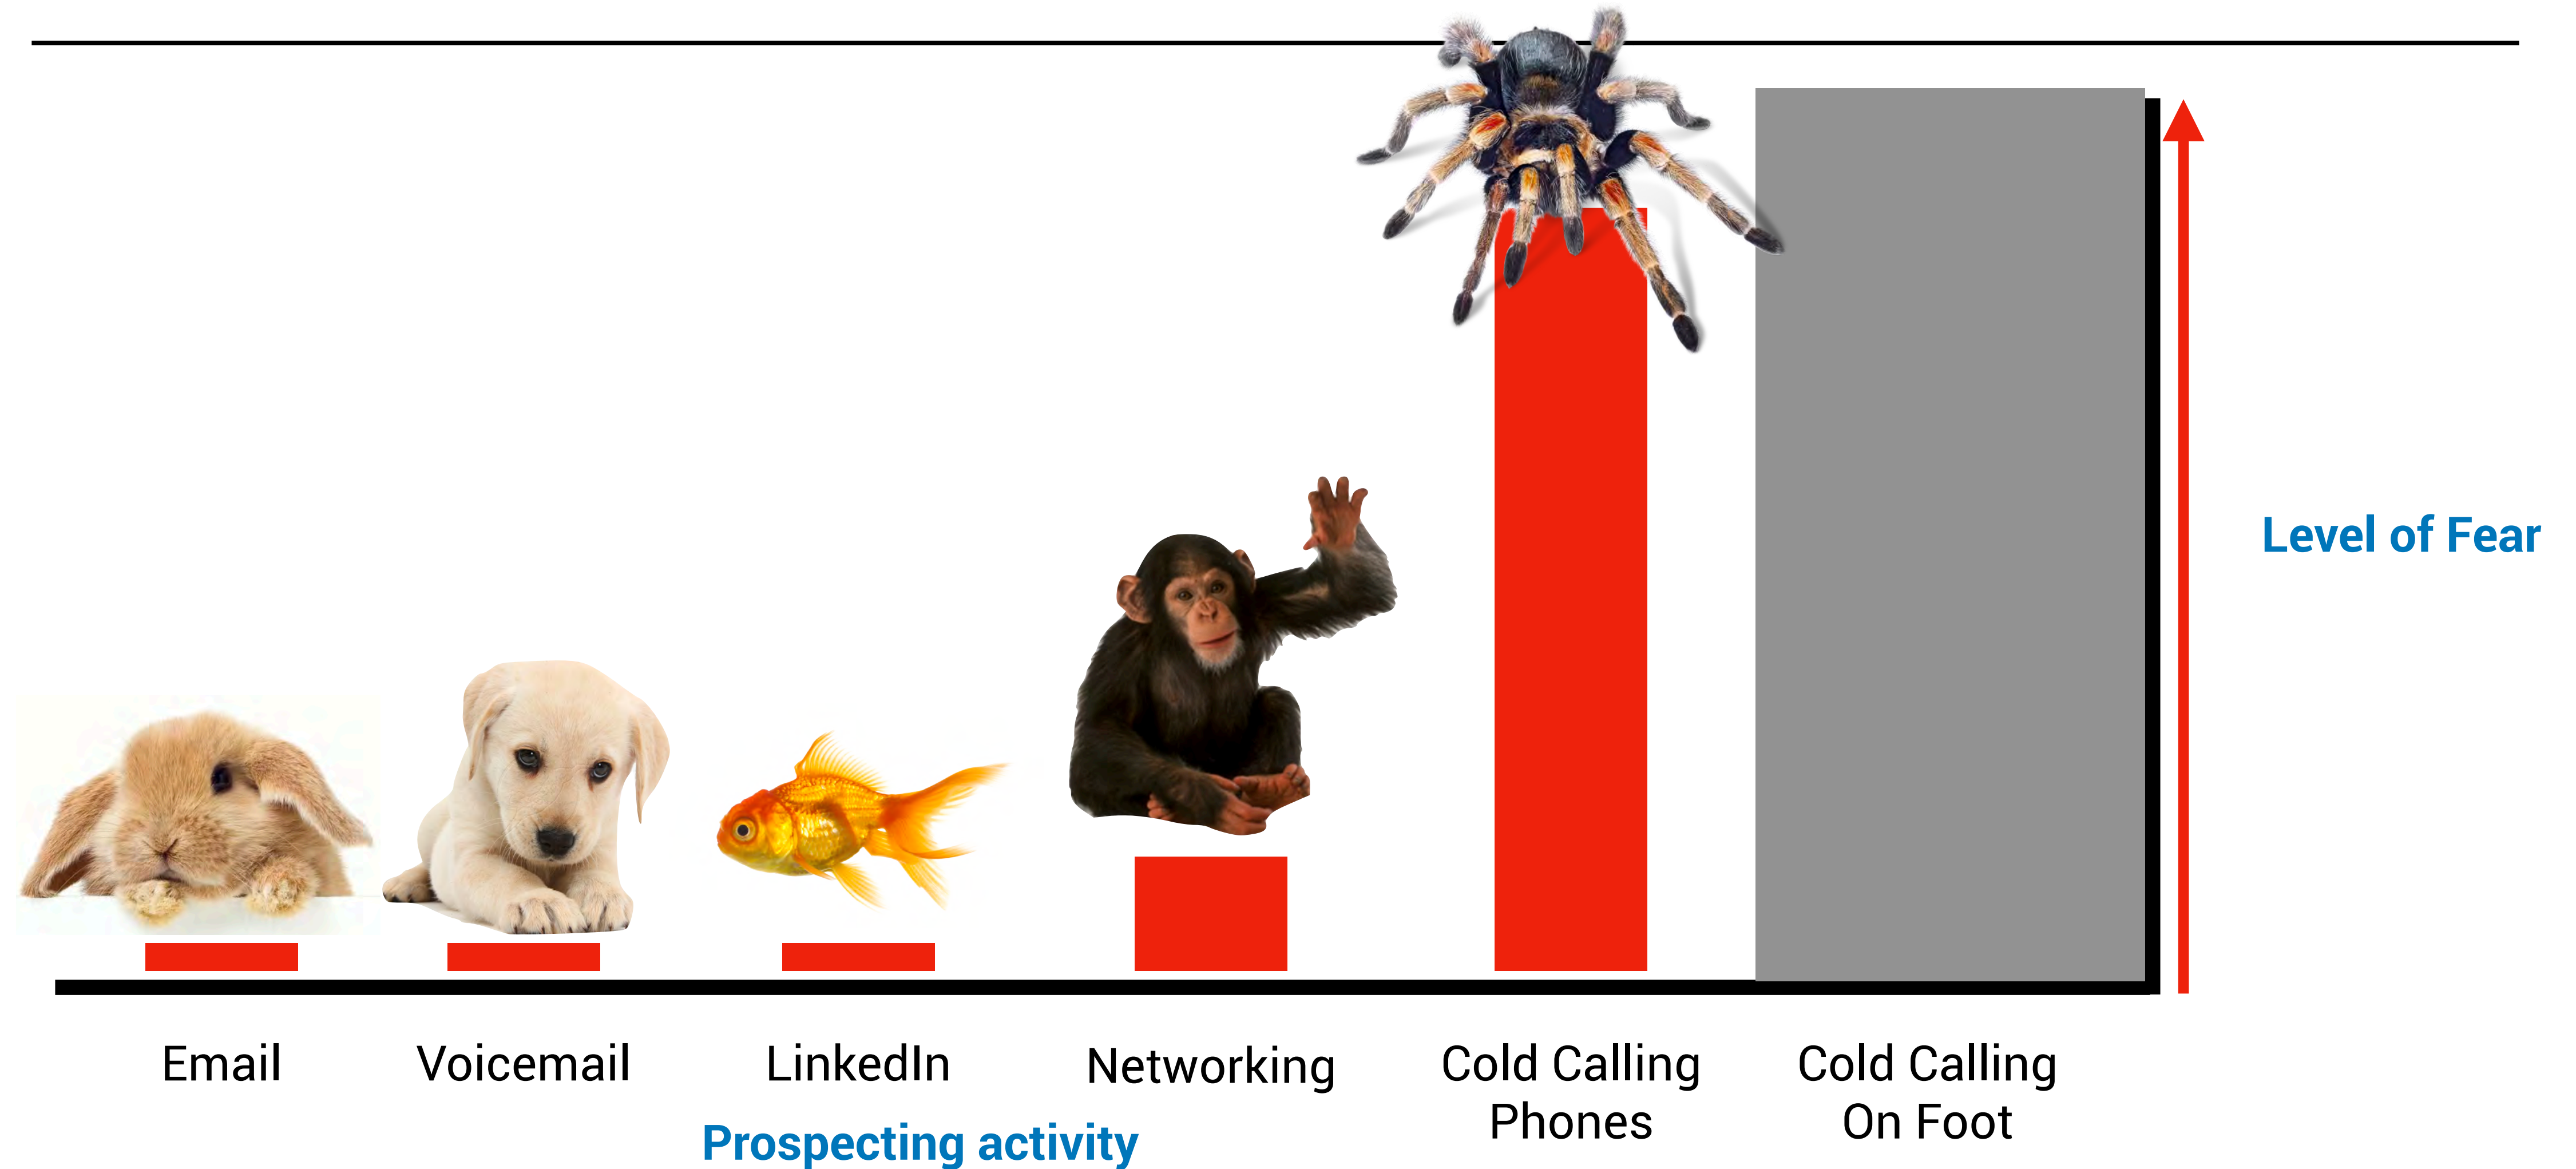 Level of Fear
Email
Voicemail
LinkedIn
Networking
Cold Calling
Phones
Cold Calling
On Foot
Prospecting activity